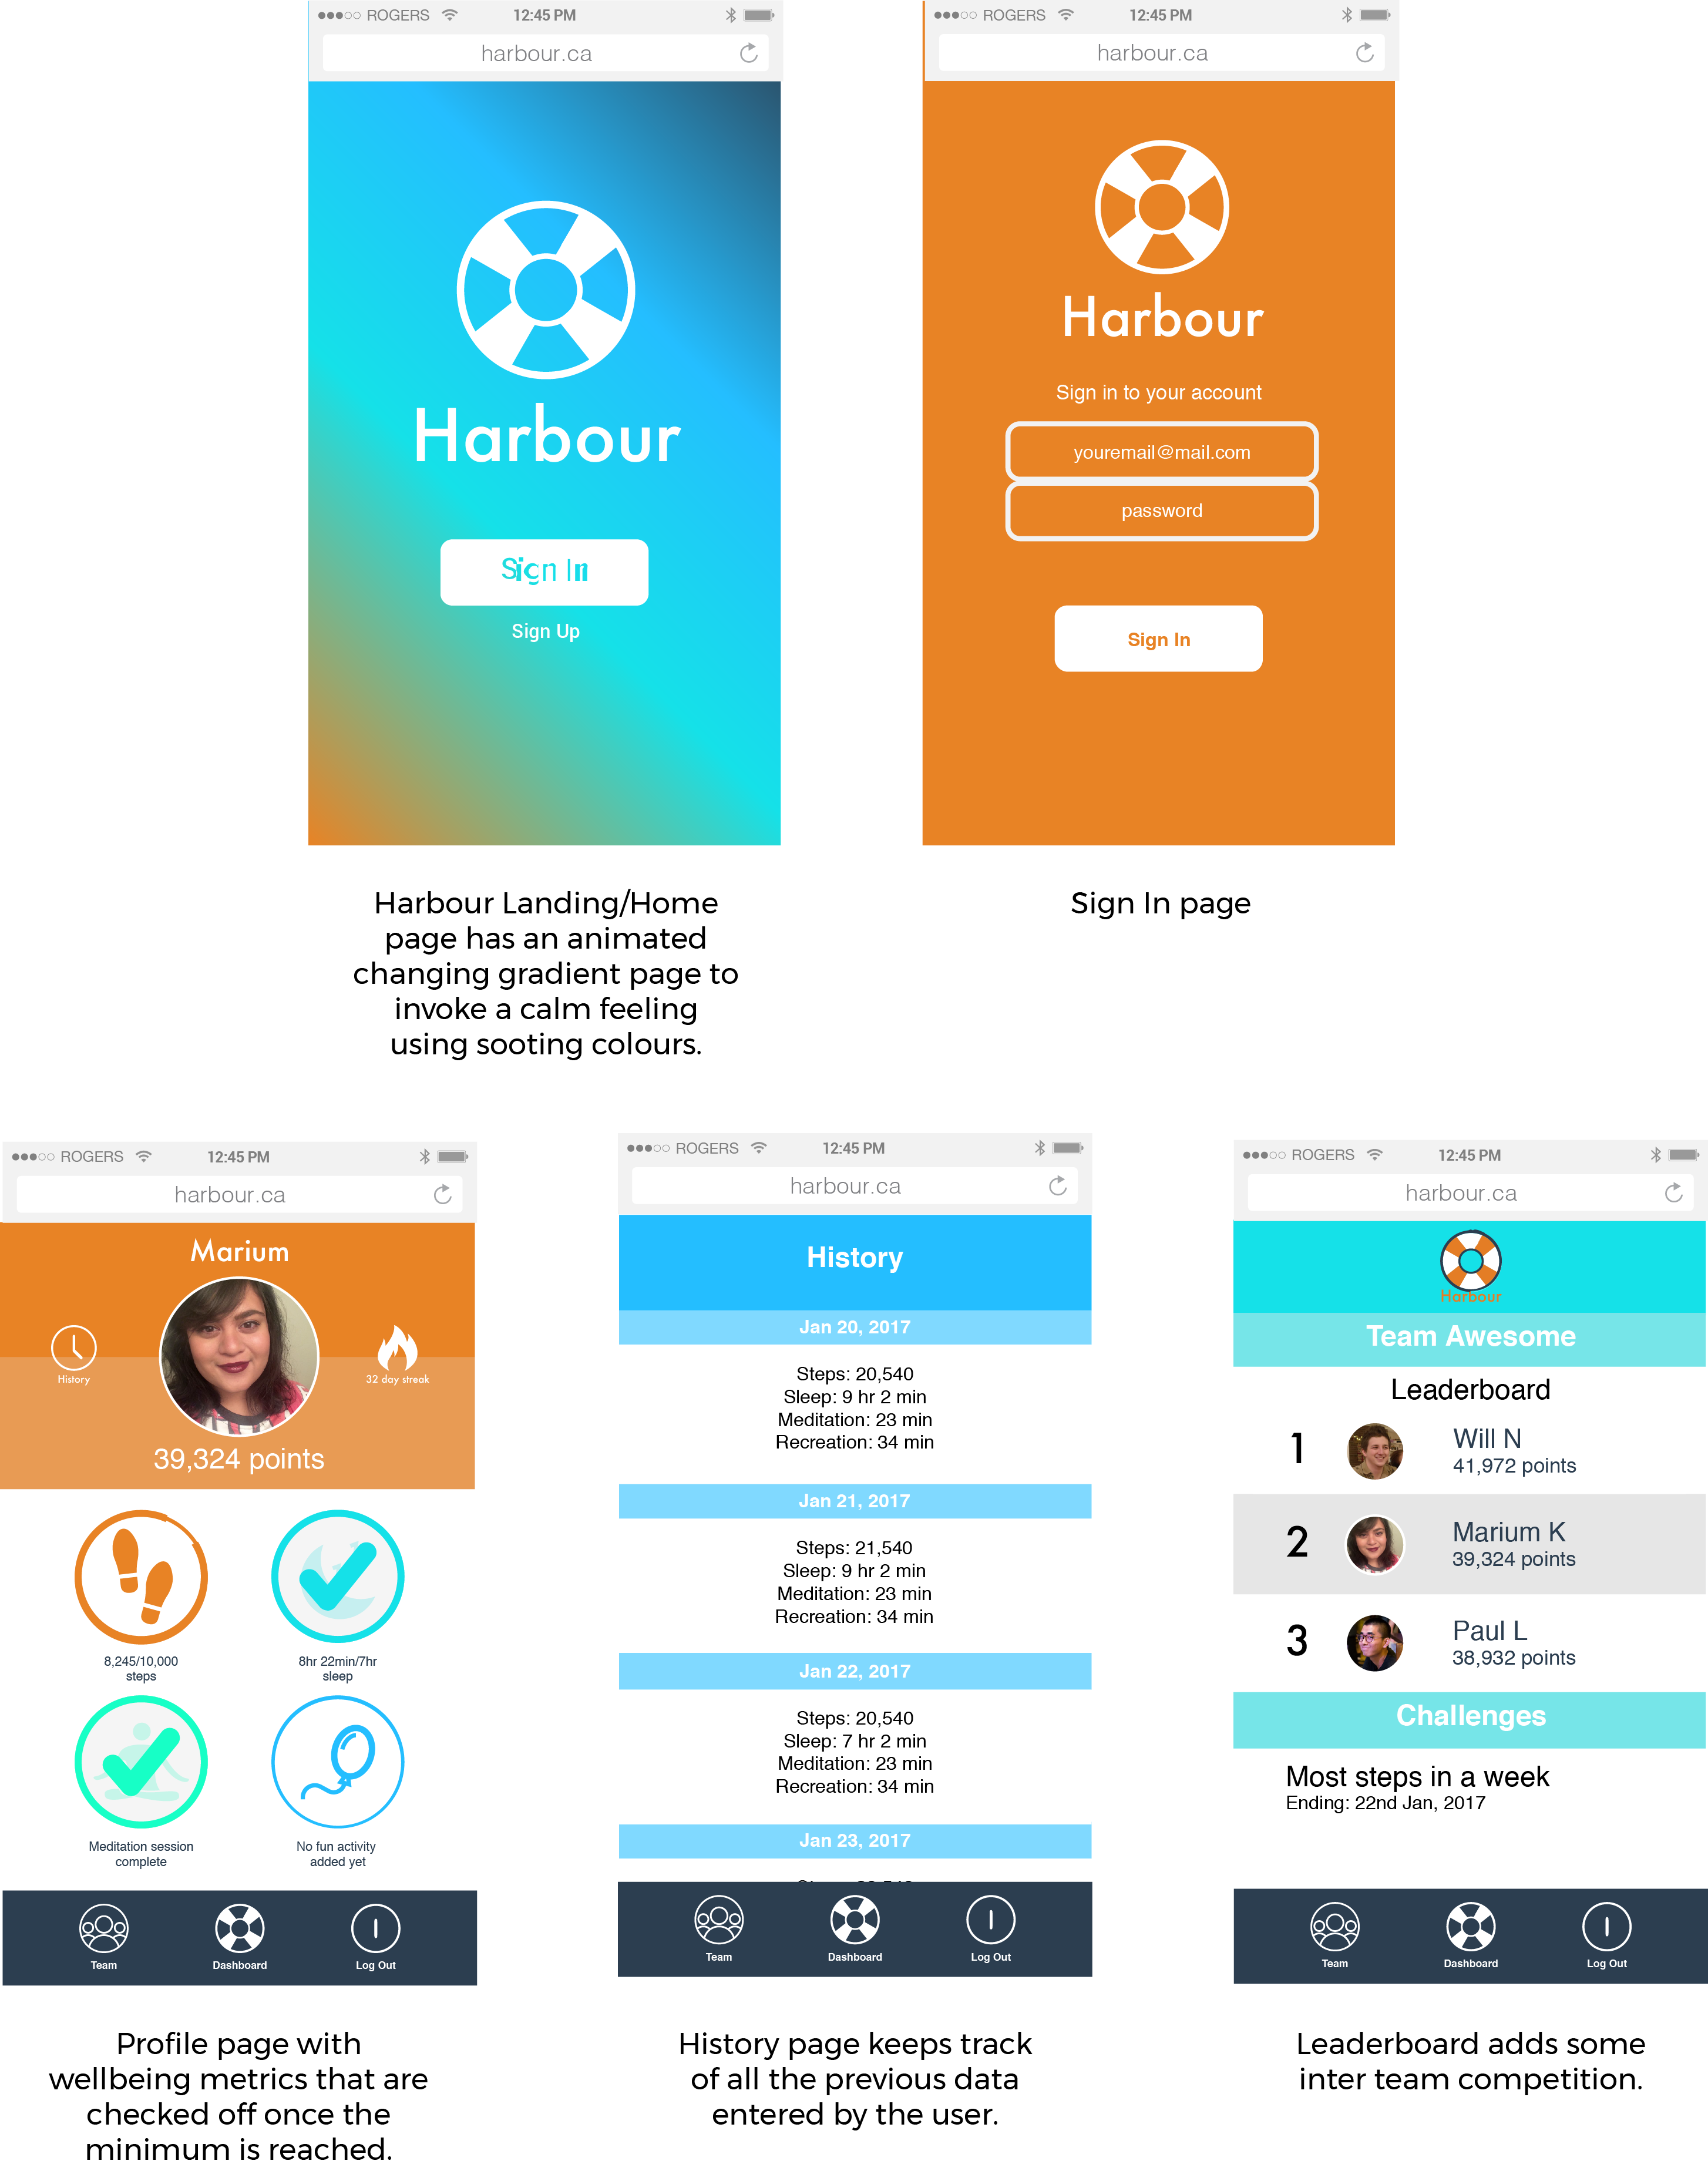 ROGERS 12:45 PM
harbour.ca
Harbour
Sign In
Sign Up
Harbour Landing/Home
page has an animated
changing gradient page to
invoke a calm feeling
using sooting colours.
ROGERS 12:45 PM
harbour.ca
Harbour
Sign in to your account
youremail@mail.com
password
Sign In
Sign In page
ROGERS 12:45 PM
harbour.ca
Marium
History
32 day streak
39,324 points
8,245/10,000
steps
8hr 22min/7hr
sleep
Meditation session
complete
No fun activity
added yet
Team
Dashboard
Log Out
Profile page with
wellbeing metrics that are
checked off once the
minimum is reached.
ROGERS 12:45 PM
harbour.ca
History
Jan 20, 2017
Steps: 20,540
Sleep: 9 hr 2 min
Meditation: 23 min
Recreation: 34 min
Jan 21, 2017
Steps: 21,540
Sleep: 9 hr 2 min
Meditation: 23 min
Recreation: 34 min
Jan 22, 2017
Steps: 20,540
Sleep: 7 hr 2 min
Meditation: 23 min
Recreation: 34 min
Jan 23, 2017
Team
Dashboard
Log Out
History page keeps track
of all the previous data
entered by the user.
ROGERS 12:45 PM
harbour.ca
Harbour
Team Awesome
Leaderboard
1
Will N
41,972 points
2
Marium K
39,324 points
3
Paul L
38,932 points
Challenges
Most steps in a week
Ending: 22nd Jan, 2017
Team
Dashboard
Log Out
Leaderboard adds some
inter team competition.